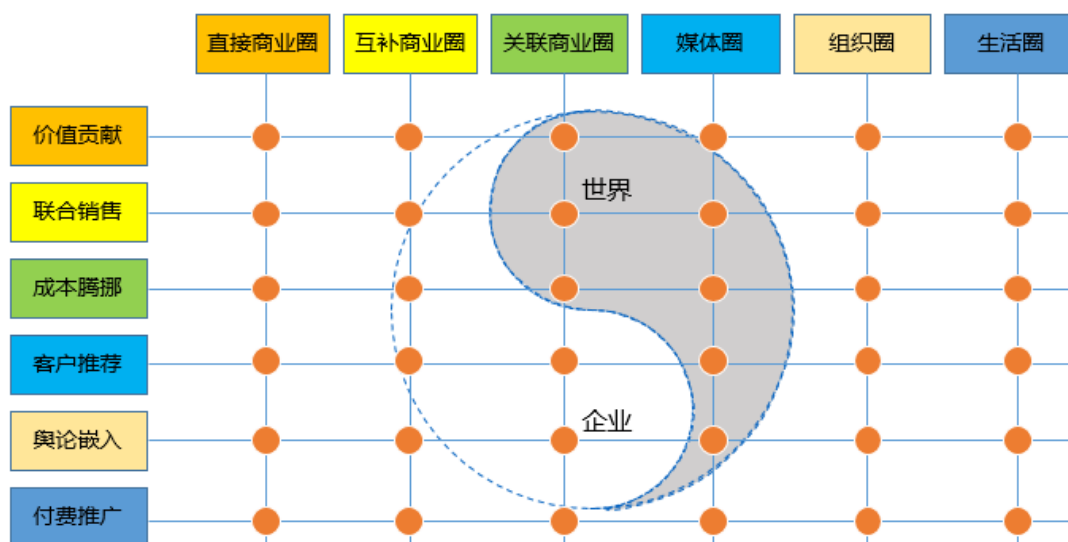 直接商业圈
互补商业圈
关联商业圈
媒体圈
组织圈
生活圈
价值贡献
世界
联合销售
成本腾挪
客户推荐
企业
舆论嵌入
付费推广